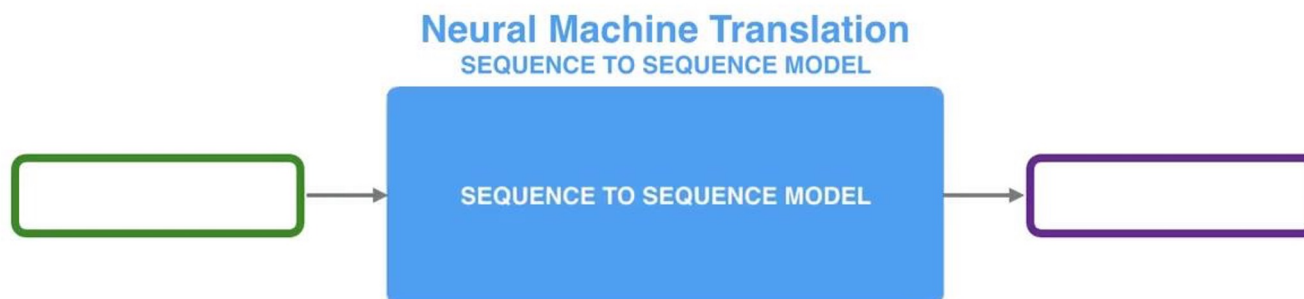 Neural Machine Translation
SEQUENCE TO SEQUENCE MODEL
SEQUENCE TO SEQUENCE MODEL